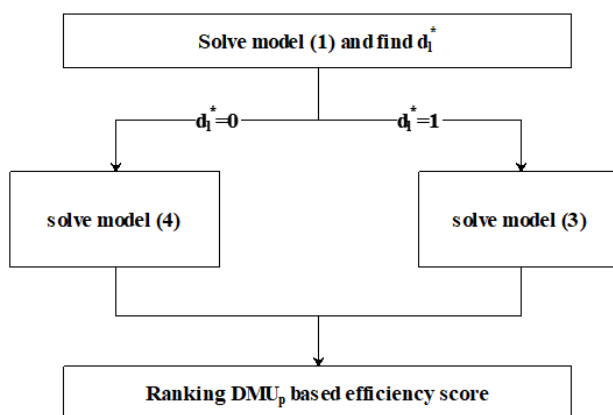 Solve model (1) and find d₁*
d₁*=0
d₁*=1
solve model (4)
solve model (3)
Ranking DMUₚ based efficiency score